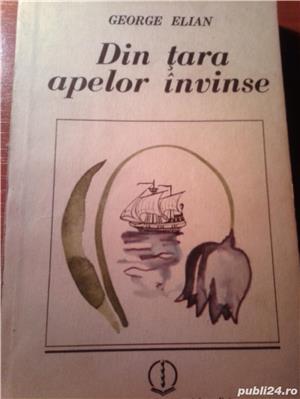 GEORGE ELIAN
Din țara
apelor învinse
publi24.ro